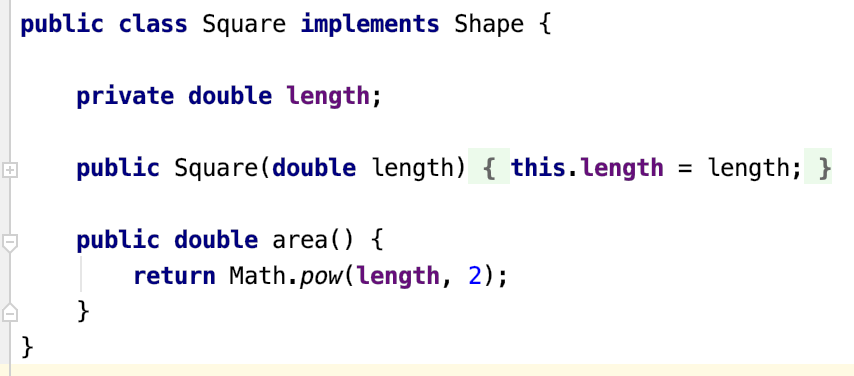 public class Square implements Shape {
private double length;
public Square(double length) { this.length = length; }
public double area() {
return Math.pow(length, 2);
}
}